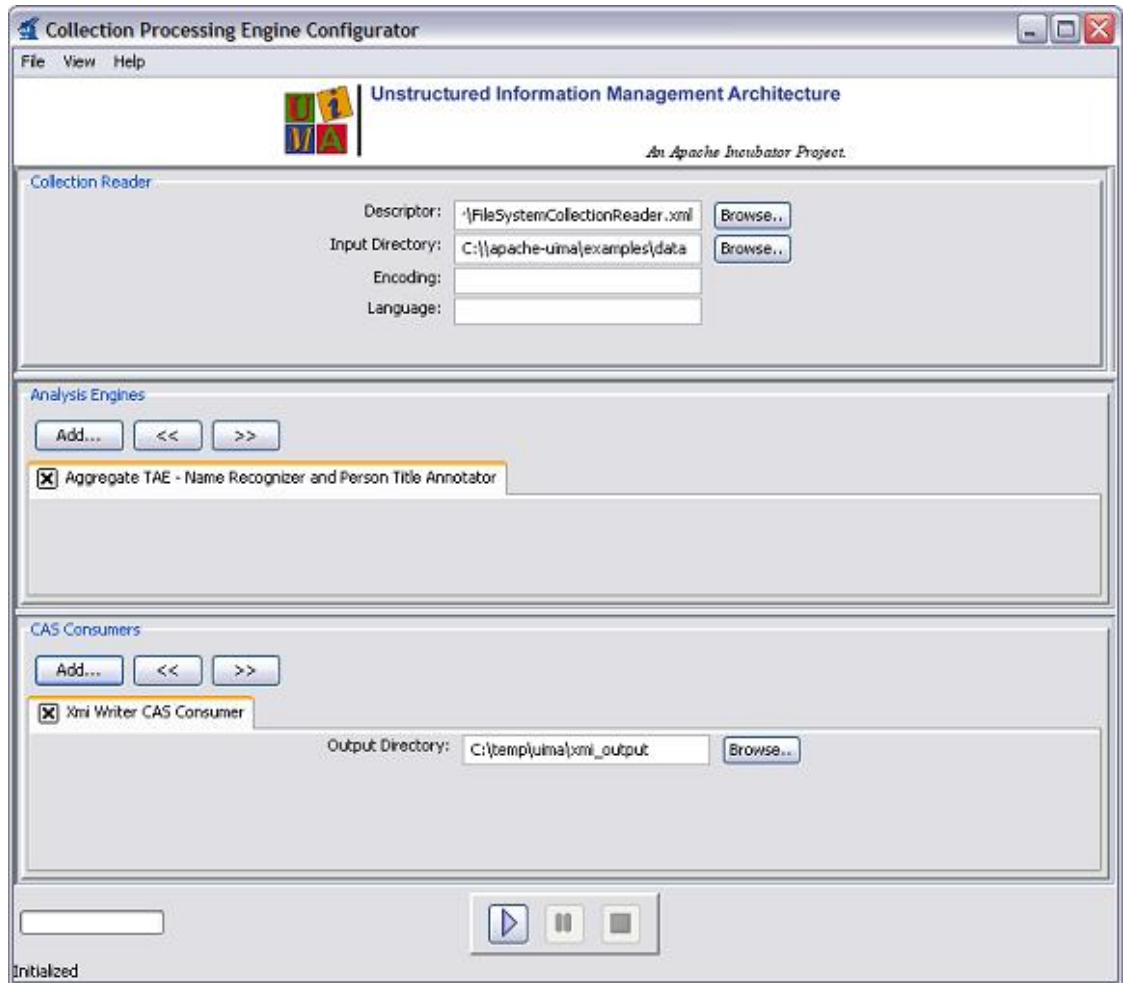 Collection Processing Engine Configurator
File View Help
UIMA
Unstructured Information Management Architecture
An Apache Incubator Project.
Collection Reader
Descriptor: \FileSystemCollectionReader.xml Browse..
Input Directory: C:\\apache-uima\examples\data Browse..
Encoding:
Language:
Analysis Engines
Add... << >>
Aggregate TAE - Name Recognizer and Person Title Annotator
CAS Consumers
Add... << >>
Xmi Writer CAS Consumer
Output Directory: C:\temp\uima\xmi_output Browse...
Initialized